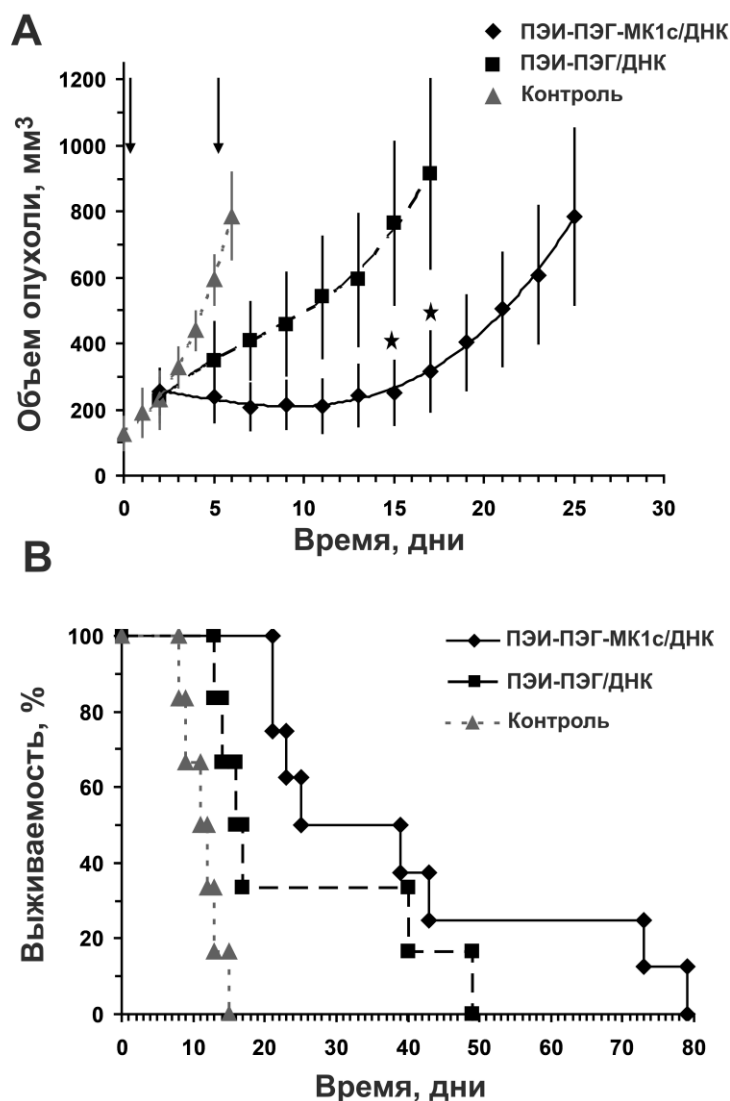 A
ПЭИ-ПЭГ-МК1с/ДНК
ПЭИ-ПЭГ/ДНК
Контроль
Объем опухоли, мм³
1200
1000
800
600
400
200
0
0 5 10 15 20 25 30
Время, дни
B
ПЭИ-ПЭГ-МК1с/ДНК
ПЭИ-ПЭГ/ДНК
Контроль
Выживаемость, %
100
80
60
40
20
0
0 10 20 30 40 50 60 70 80
Время, дни